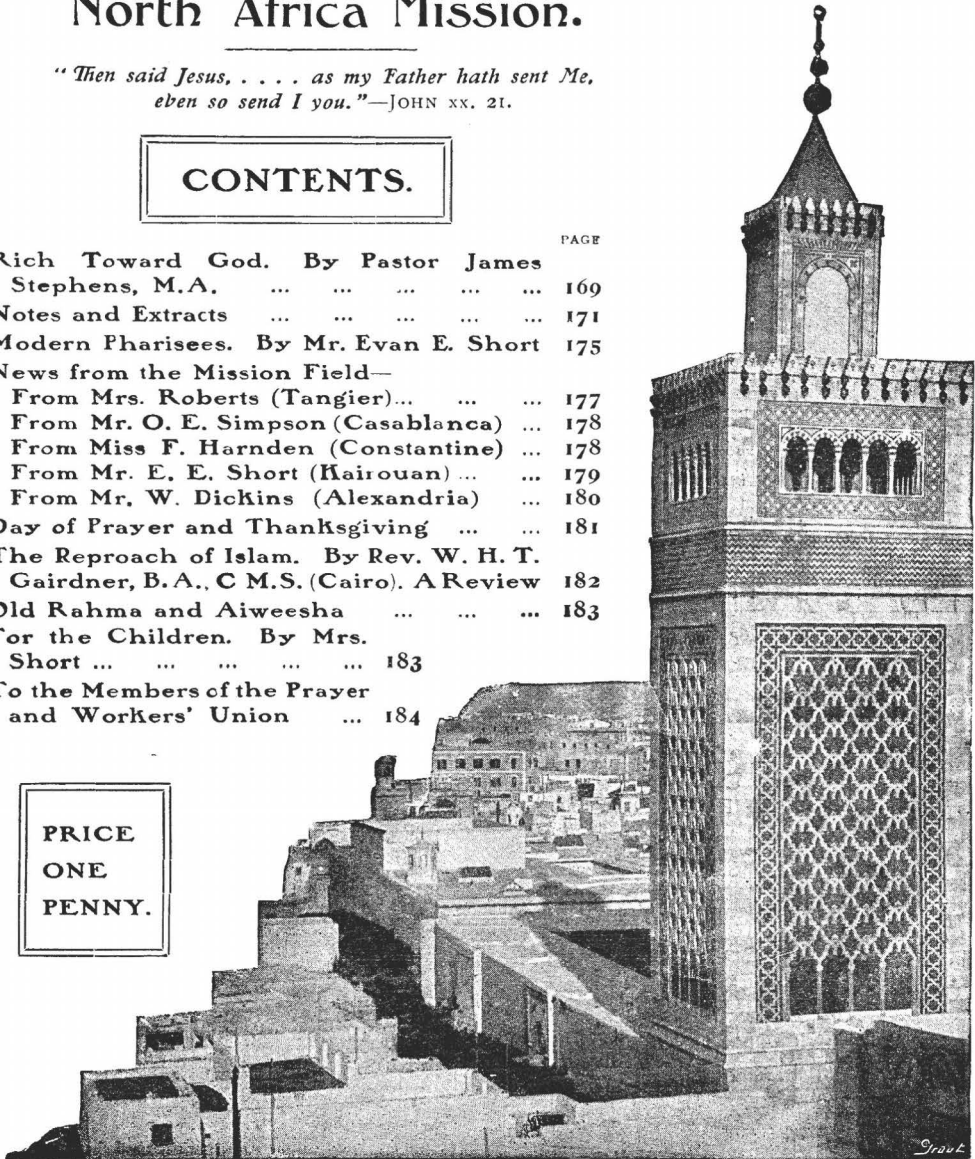 North Africa Mission.
"Then said Jesus, . . . . as my Father hath sent Me,
eben so send I you."—JOHN xx. 21.
CONTENTS.
PAGE
Rich Toward God. By Pastor James
Stephens, M.A. ... ... ... ... ... 169
Notes and Extracts ... ... ... ... ... 171
Modern Pharisees. By Mr. Evan E. Short 175
News from the Mission Field—
From Mrs. Roberts (Tangier)... ... ... 177
From Mr. O. E. Simpson (Casablanca) ... 178
From Miss F. Harnden (Constantine) ... 178
From Mr. E. E. Short (Kairouan) ... ... 179
From Mr. W. Dickins (Alexandria) ... 180
Day of Prayer and Thanksgiving ... ... 181
The Reproach of Islam. By Rev. W. H. T.
Gairdner, B.A., C M.S. (Cairo). A Review 182
Old Rahma and Aiweesha ... ... ... 183
For the Children. By Mrs.
Short ... ... ... ... ... 183
To the Members of the Prayer
and Workers' Union ... 184
PRICE
ONE
PENNY.